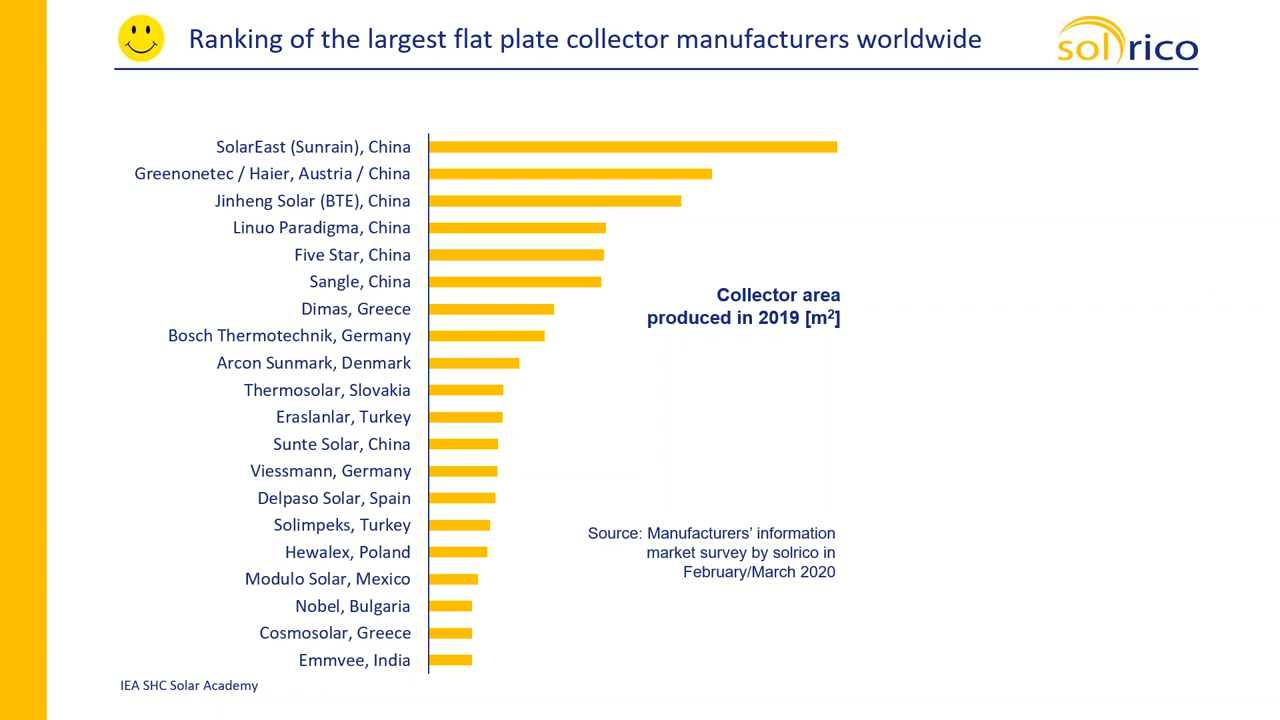 Ranking of the largest flat plate collector manufacturers worldwide
solrico
SolarEast (Sunrain), China
Greenonetec / Haier, Austria / China
Jinheng Solar (BTE), China
Linuo Paradigma, China
Five Star, China
Sangle, China
Dimas, Greece
Bosch Thermotechnik, Germany
Arcon Sunmark, Denmark
Thermosolar, Slovakia
Eraslanlar, Turkey
Sunte Solar, China
Viessmann, Germany
Delpaso Solar, Spain
Solimpeks, Turkey
Hewalex, Poland
Modulo Solar, Mexico
Nobel, Bulgaria
Cosmosolar, Greece
Emmvee, India
Collector area
produced in 2019 [m²]
Source: Manufacturers’ information
market survey by solrico in
February/March 2020
IEA SHC Solar Academy